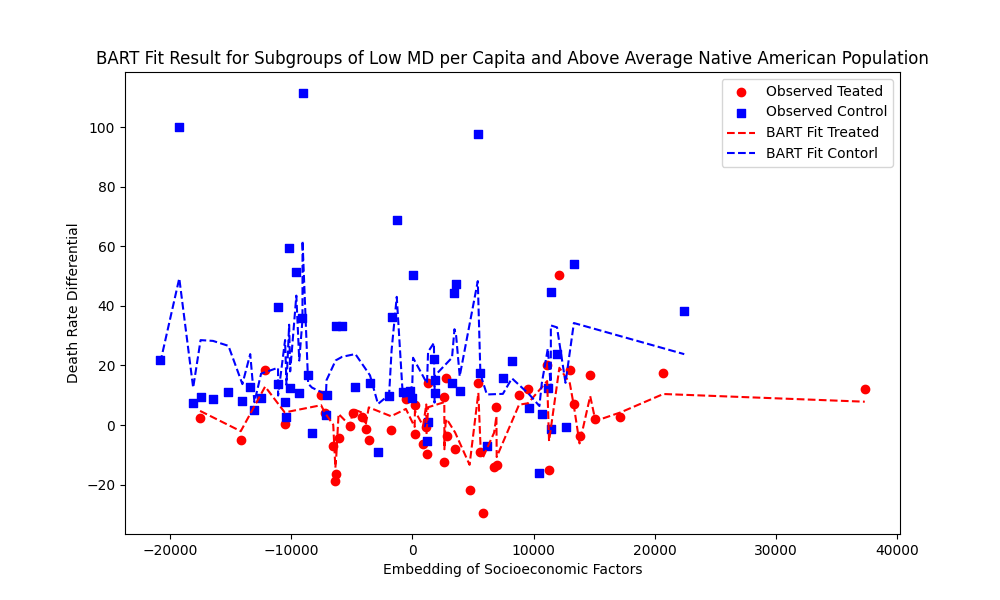 BART Fit Result for Subgroups of Low MD per Capita and Above Average Native American Population
Observed Teated
Observed Control
BART Fit Treated
BART Fit Contorl
Death Rate Differential
100
80
60
40
20
0
−20
−20000
−10000
0
10000
20000
30000
40000
Embedding of Socioeconomic Factors